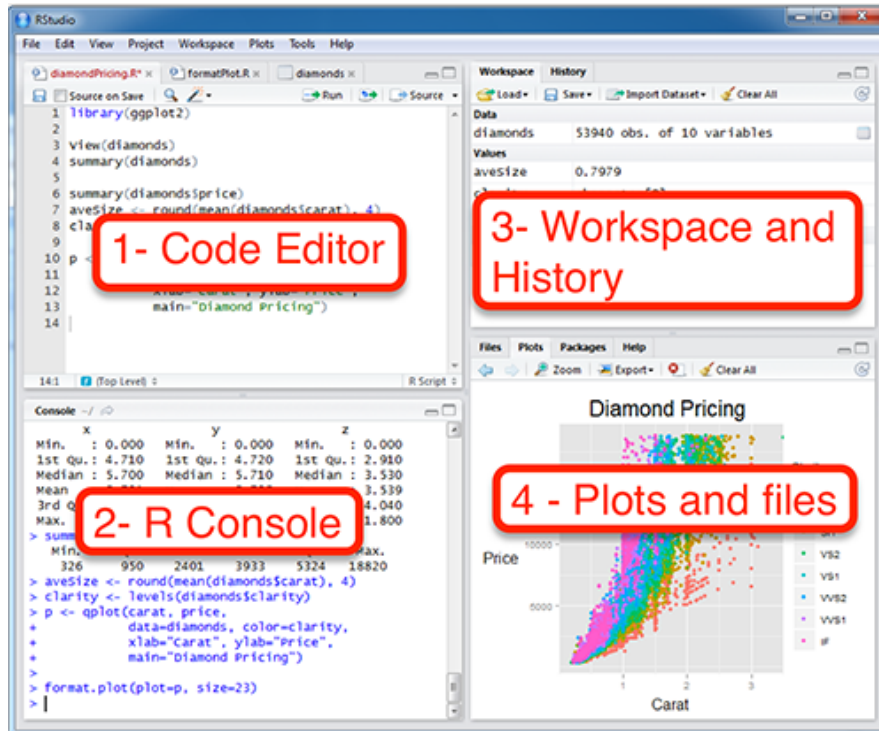 RStudio
File Edit View Project Workspace Plots Tools Help
diamondPricing.R* × formatPlot.R × diamonds ×
Source on Save Run Source
1 library(ggplot2)
2
3 View(diamonds)
4 summary(diamonds)
5
6 summary(diamonds$price)
7 aveSize <- round(mean(diamonds$carat), 4)
8
9
10 p
11
12 xlab="Carat", ylab="Price",
13 main="Diamond Pricing")
14
1- Code Editor
14:1 (Top Level) R Script
Console ~/
x y z
Min. : 0.000 Min. : 0.000 Min. : 0.000
1st Qu.: 4.710 1st Qu.: 4.720 1st Qu.: 2.910
Median : 5.700 Median : 5.710 Median : 3.530
Mean 3.539
3rd 4.040
Max. 1.800
2- R Console
>
326 950 2401 3933 5324 18820
> aveSize <- round(mean(diamonds$carat), 4)
> clarity <- levels(diamonds$clarity)
> p <- qplot(carat, price,
+ data=diamonds, color=clarity,
+ xlab="Carat", ylab="Price",
+ main="Diamond Pricing")
>
> format.plot(plot=p, size=23)
>
Workspace History
Load Save Import Dataset Clear All
Data
diamonds 53940 obs. of 10 variables
Values
aveSize 0.7979
3- Workspace and
History
Files Plots Packages Help
Zoom Export Clear All
Diamond Pricing
4 - Plots and files
Price
10000
5000
1 2 3
Carat
VS2
VS1
VVS2
VVS1
IF